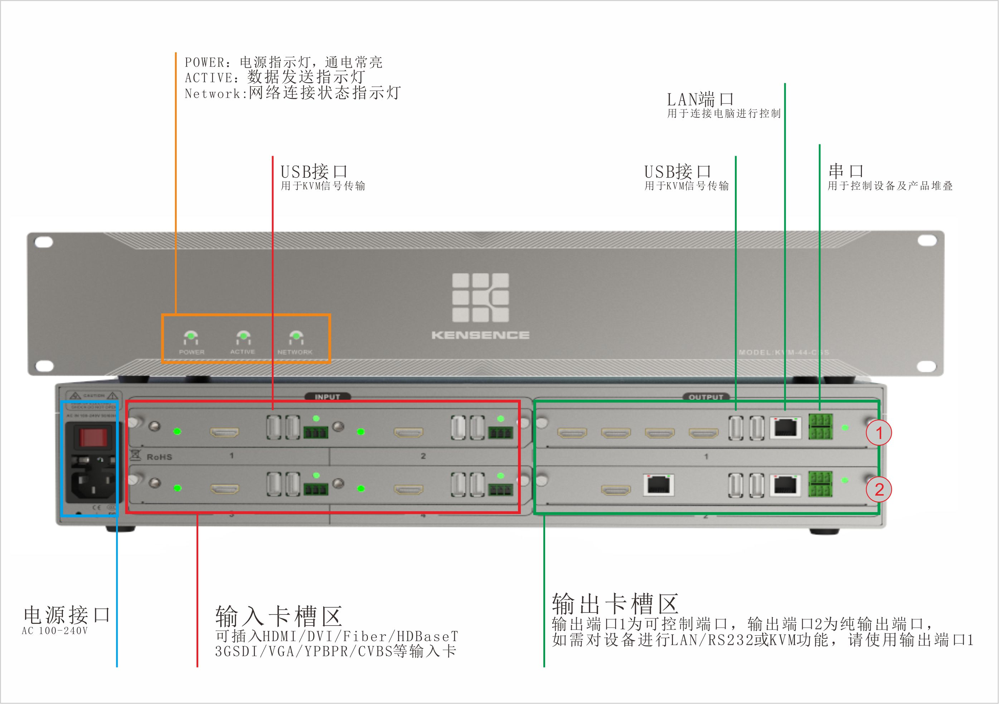 POWER：电源指示灯，通电常亮
ACTIVE：数据发送指示灯
Network:网络连接状态指示灯
LAN端口
用于连接电脑进行控制
USB接口
用于KVM信号传输
USB接口
用于KVM信号传输
串口
用于控制设备及产品堆叠
KENSENCE
POWER
ACTIVE
NETWORK
INPUT
OUTPUT
CAUTION
SHOCK DO NOT OPEN
RoHS
1
2
1
1
2
3
4
2
CE
电源接口
AC 100-240V
输入卡槽区
可插入HDMI/DVI/Fiber/HDBaseT
3GSDI/VGA/YPBPR/CVBS等输入卡
输出卡槽区
输出端口1为可控制端口，输出端口2为纯输出端口，
如需对设备进行LAN/RS232或KVM功能，请使用输出端口1